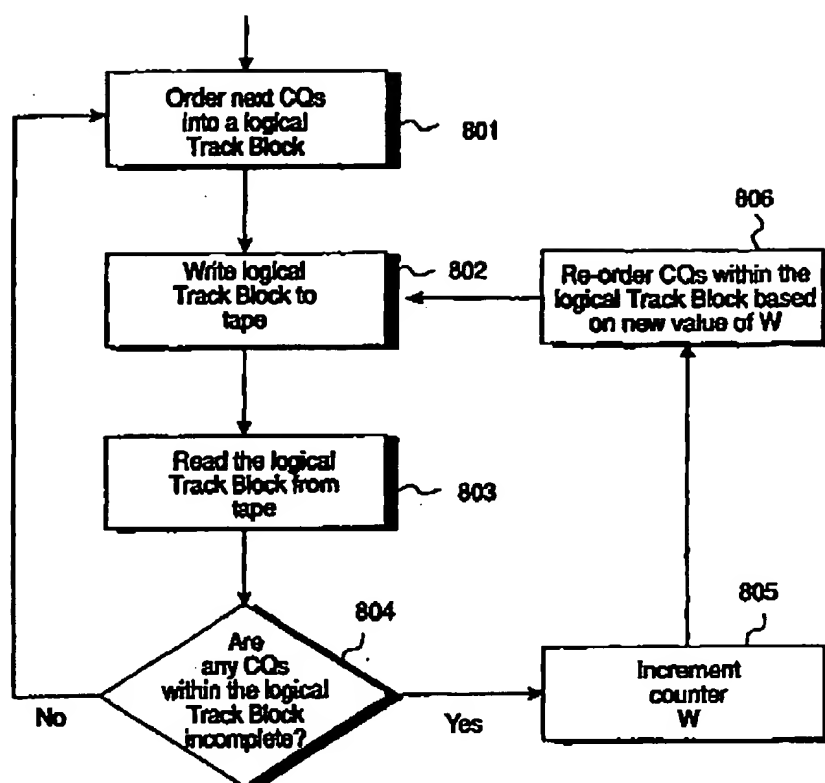 Order next CQs
into a logical
Track Block
801
806
Write logical
Track Block to
tape
802
Re-order CQs within the
logical Track Block based
on new value of W
Read the logical
Track Block from
tape
803
805
804
Are
any CQs
within the logical
Track Block
incomplete?
Increment
counter
W
No
Yes